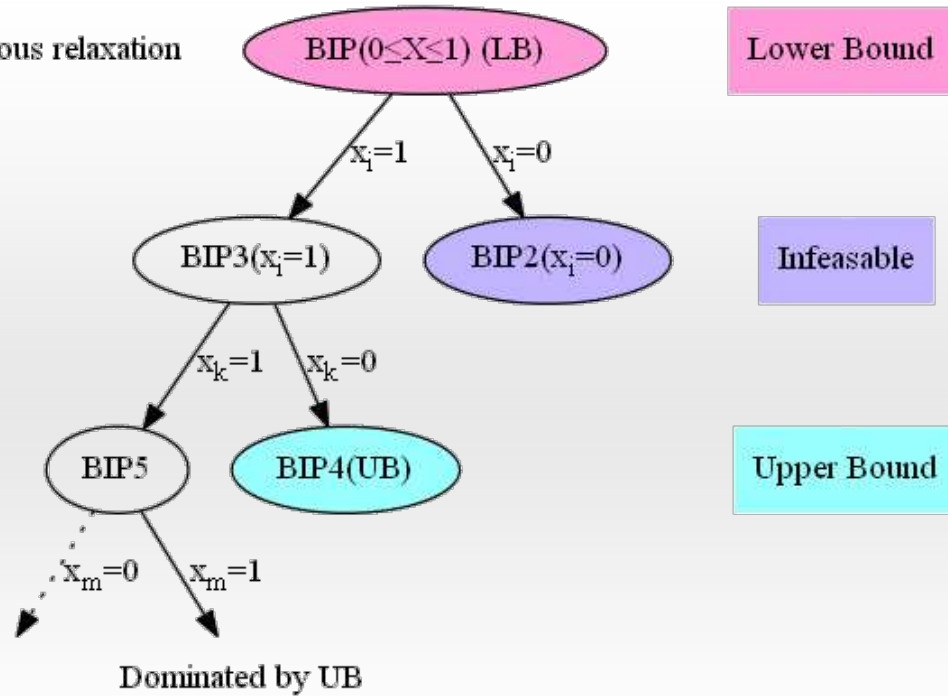 ous relaxation
BIP(0≤X≤1) (LB)
Lower Bound
x_i=1
x_i=0
BIP3(x_i=1)
BIP2(x_i=0)
Infeasable
x_k=1
x_k=0
BIP5
BIP4(UB)
Upper Bound
x_m=0
x_m=1
Dominated by UB